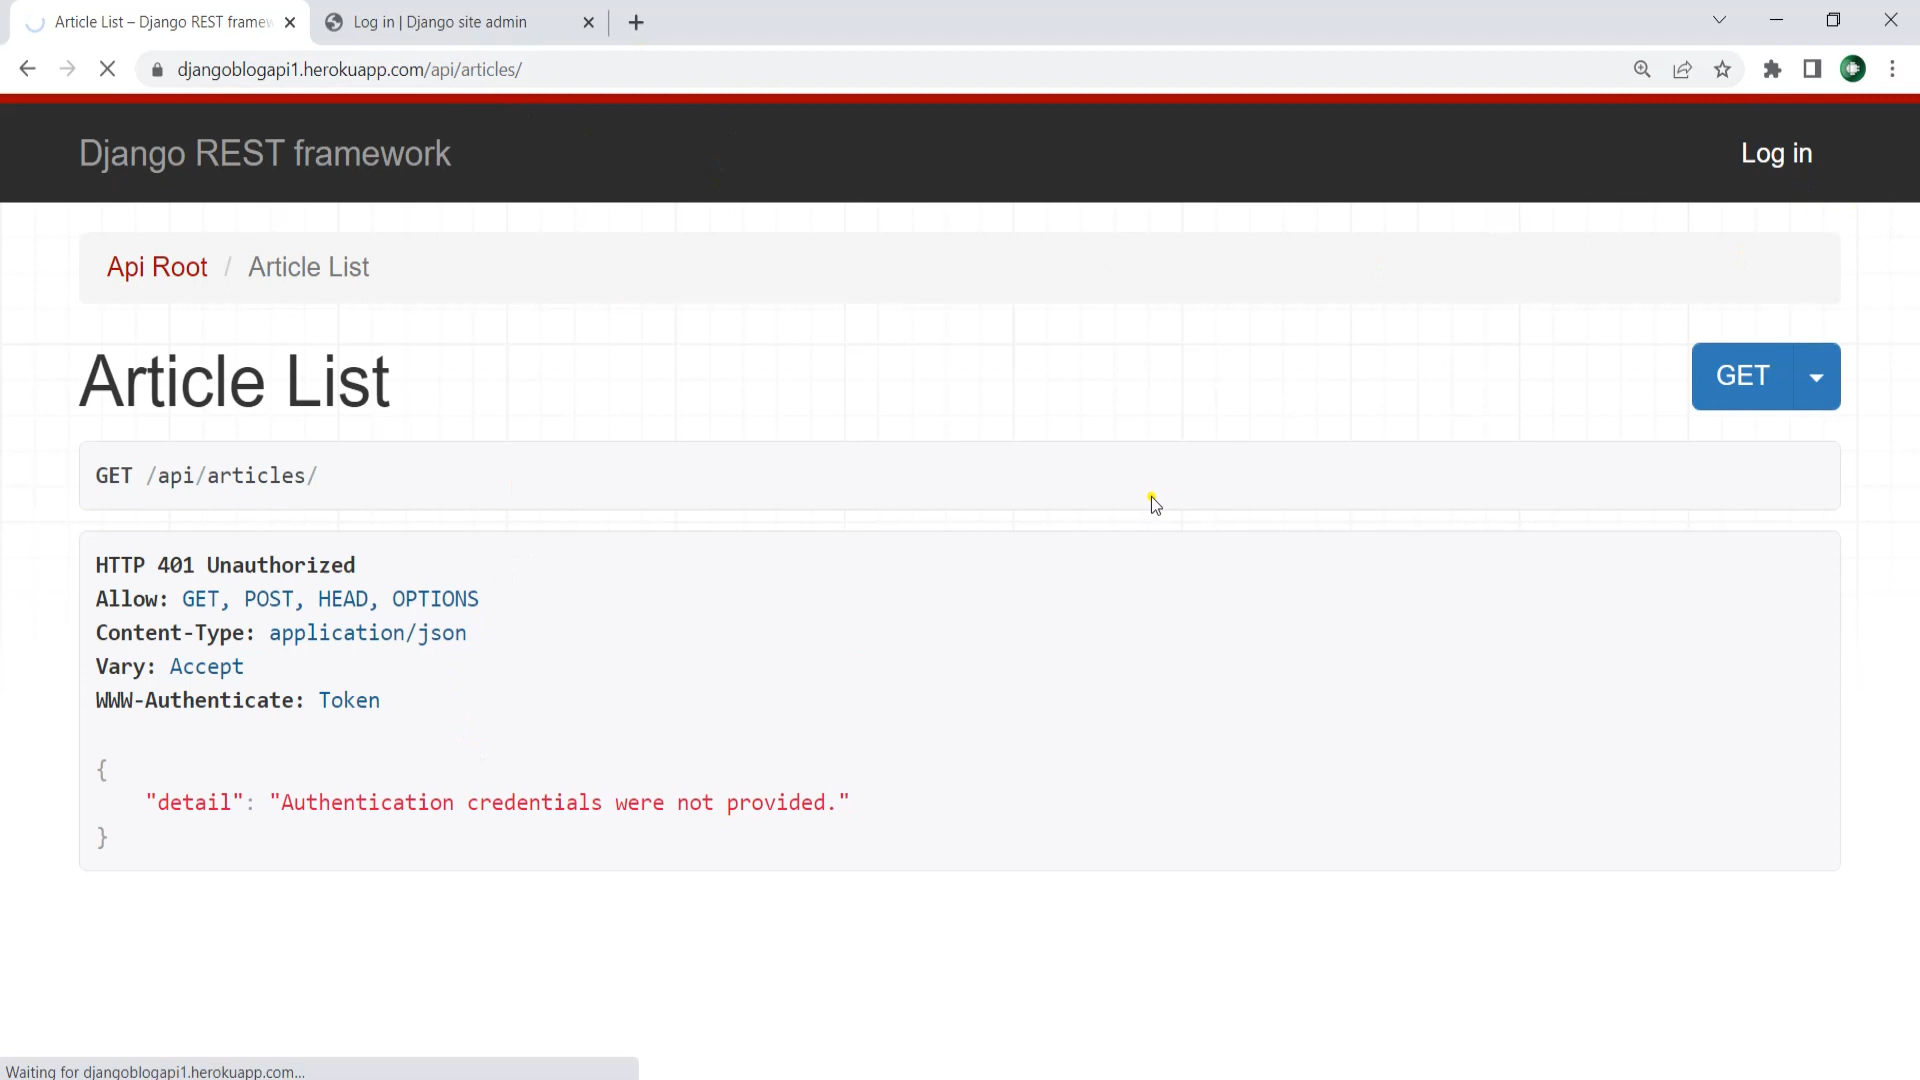 Article List – Django REST framew
Log in | Django site admin
djangoblogapi1.herokuapp.com/api/articles/
Django REST framework
Log in
Api Root / Article List
Article List
GET
GET /api/articles/
HTTP 401 Unauthorized
Allow: GET, POST, HEAD, OPTIONS
Content-Type: application/json
Vary: Accept
WWW-Authenticate: Token
{
"detail": "Authentication credentials were not provided."
}
Waiting for djangoblogapi1.herokuapp.com...